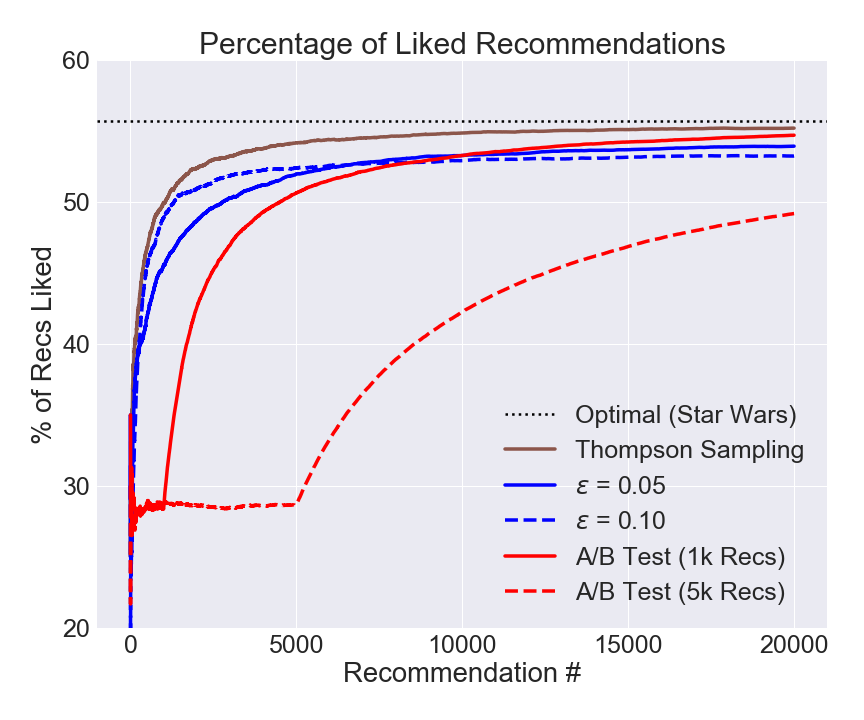 Percentage of Liked Recommendations
60
50
40
30
20
% of Recs Liked
Optimal (Star Wars)
Thompson Sampling
ε = 0.05
ε = 0.10
A/B Test (1k Recs)
A/B Test (5k Recs)
0 5000 10000 15000 20000
Recommendation #